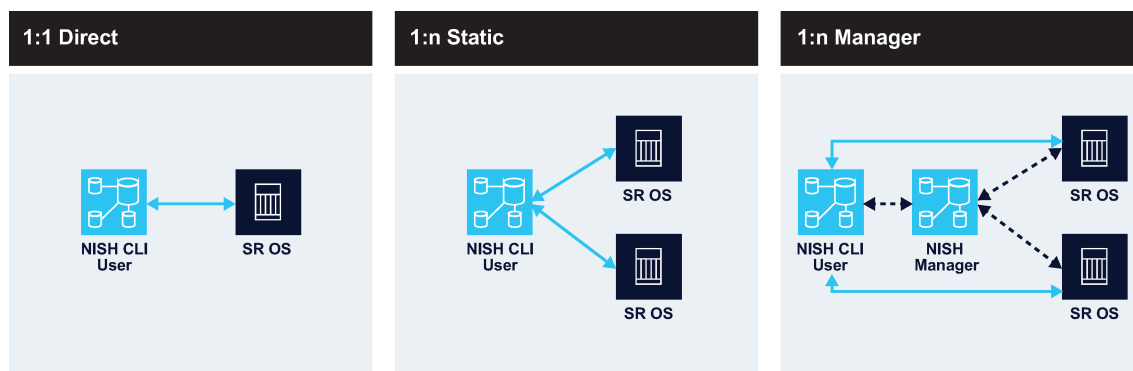 1:1 Direct
NISH CLI
User
SR OS
1:n Static
NISH CLI
User
SR OS
SR OS
1:n Manager
NISH CLI
User
NISH
Manager
SR OS
SR OS